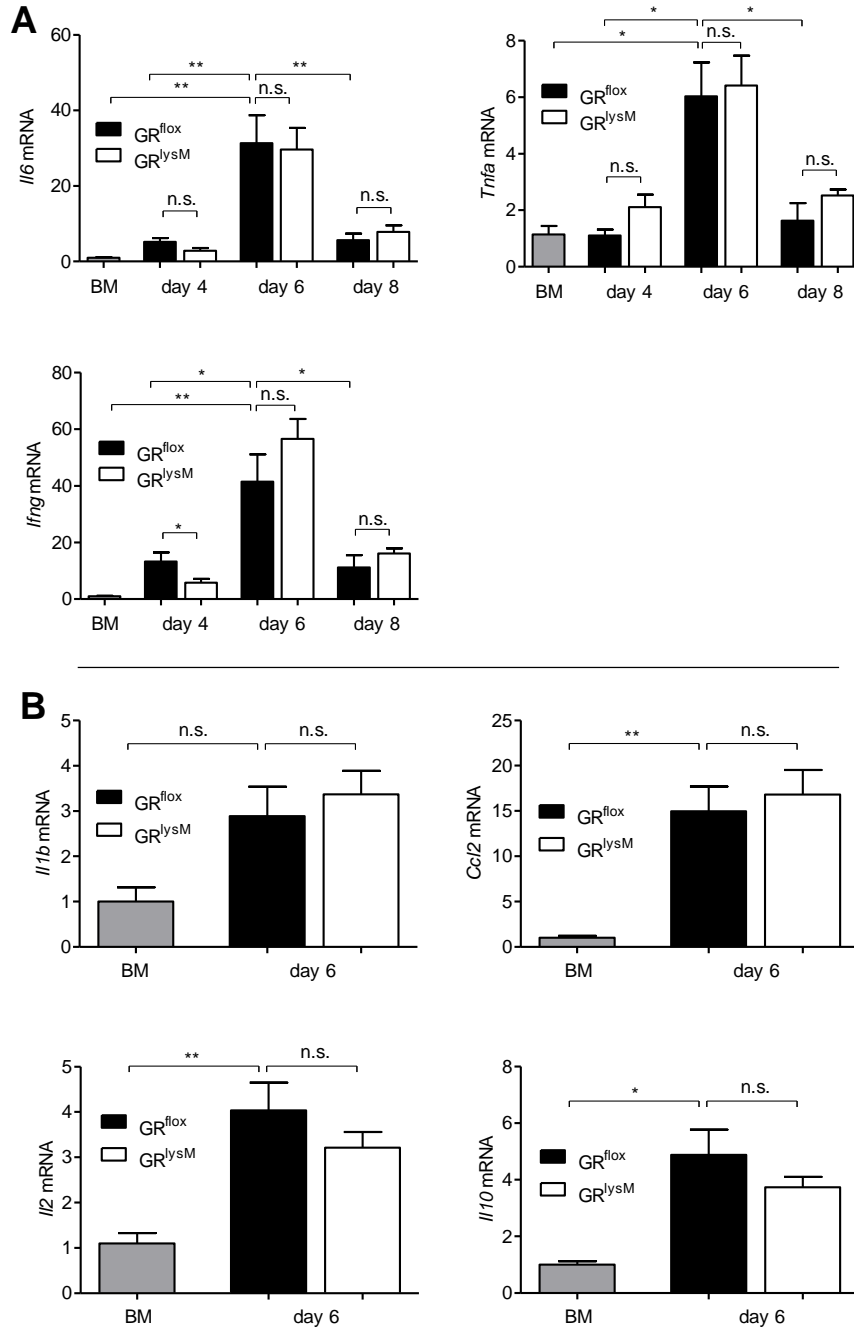 A
Il6 mRNA
60
40
20
0
** **
** n.s.
GRflox
GRlysM
n.s. n.s.
BM day 4 day 6 day 8
Tnfa mRNA
8
6
4
2
0
* *
* n.s.
GRflox
GRlysM
n.s. n.s.
BM day 4 day 6 day 8
Ifng mRNA
80
60
40
20
0
* *
** n.s.
GRflox
GRlysM
* n.s.
BM day 4 day 6 day 8
B
Il1b mRNA
5
4
3
2
1
0
n.s. n.s.
GRflox
GRlysM
BM day 6
Ccl2 mRNA
25
20
15
10
5
0
** n.s.
GRflox
GRlysM
BM day 6
Il2 mRNA
5
4
3
2
1
0
** n.s.
GRflox
GRlysM
BM day 6
Il10 mRNA
10
8
6
4
2
0
* n.s.
GRflox
GRlysM
BM day 6